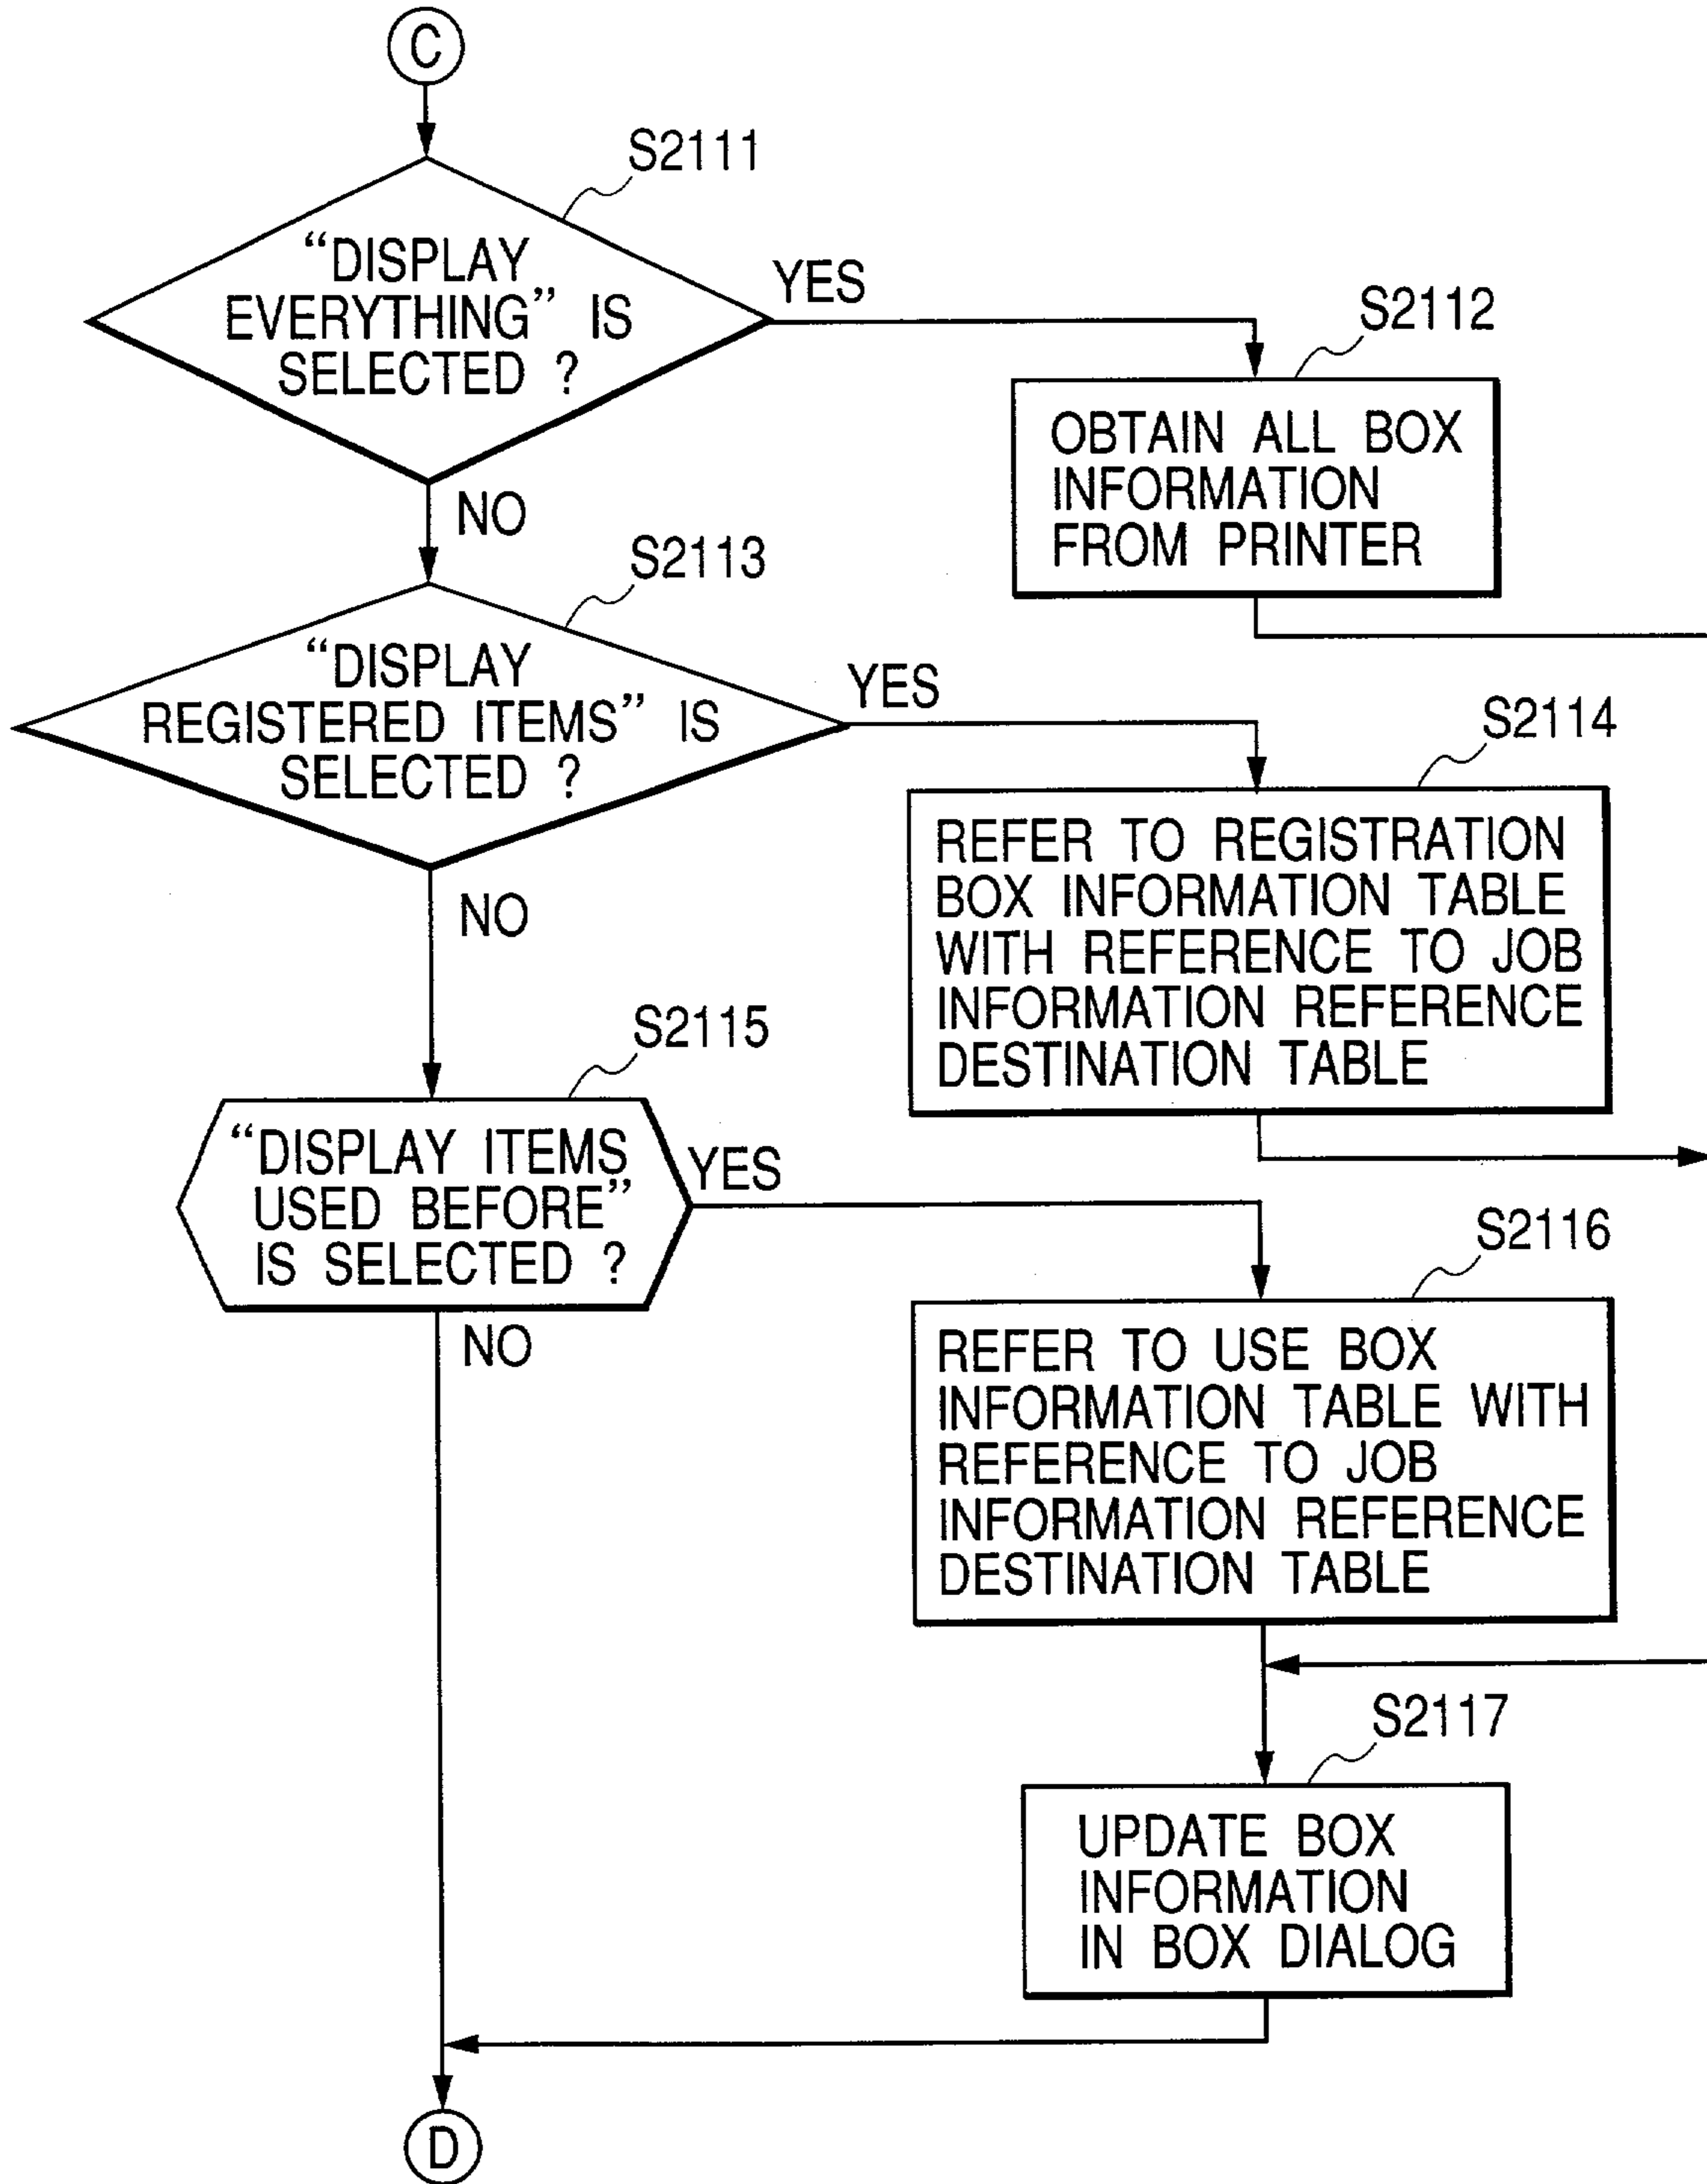 C
S2111
“DISPLAY
EVERYTHING” IS
SELECTED ?
YES
NO
S2112
OBTAIN ALL BOX
INFORMATION
FROM PRINTER
S2113
“DISPLAY
REGISTERED ITEMS” IS
SELECTED ?
YES
NO
S2114
REFER TO REGISTRATION
BOX INFORMATION TABLE
WITH REFERENCE TO JOB
INFORMATION REFERENCE
DESTINATION TABLE
S2115
“DISPLAY ITEMS
USED BEFORE”
IS SELECTED ?
YES
NO
S2116
REFER TO USE BOX
INFORMATION TABLE WITH
REFERENCE TO JOB
INFORMATION REFERENCE
DESTINATION TABLE
S2117
UPDATE BOX
INFORMATION
IN BOX DIALOG
D